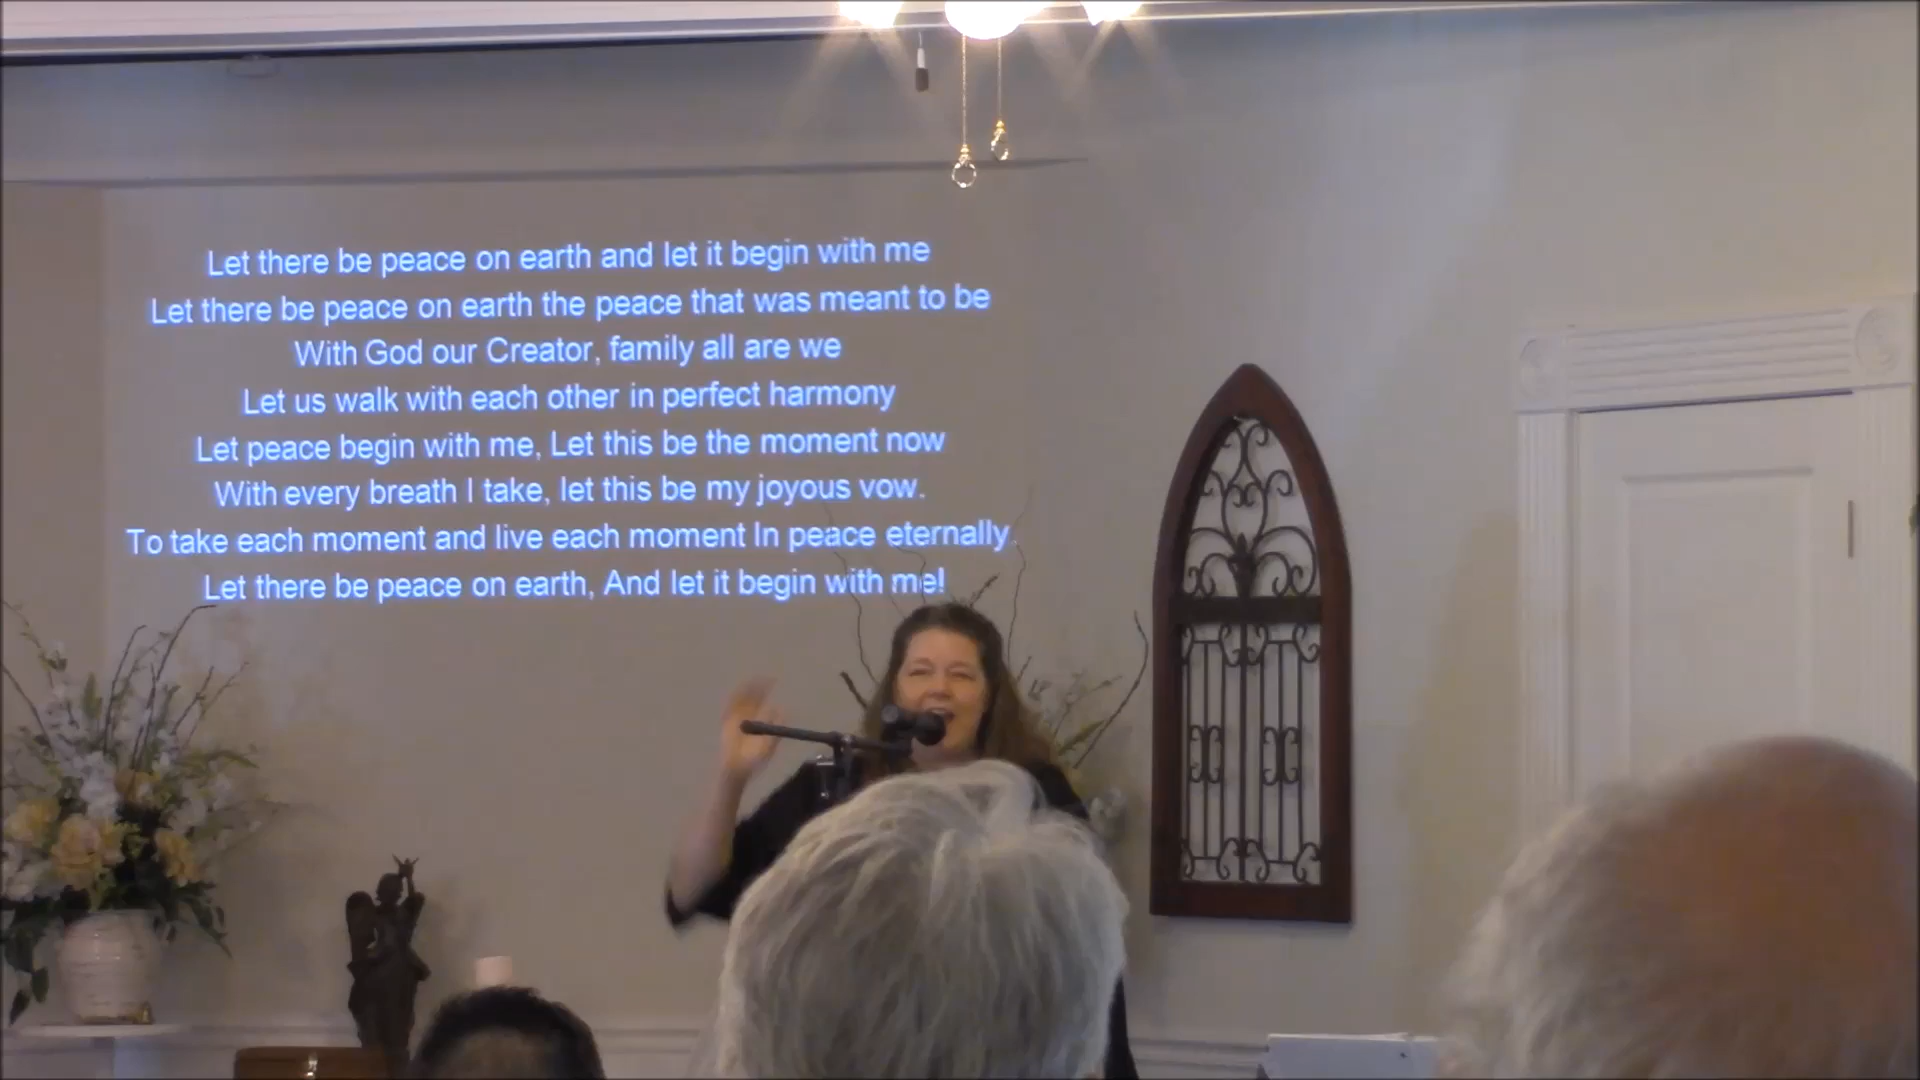 Let there be peace on earth and let it begin with me
Let there be peace on earth the peace that was meant to be
With God our Creator, family all are we
Let us walk with each other in perfect harmony
Let peace begin with me, Let this be the moment now
With every breath I take, let this be my joyous vow.
To take each moment and live each moment In peace eternally.
Let there be peace on earth, And let it begin with me!